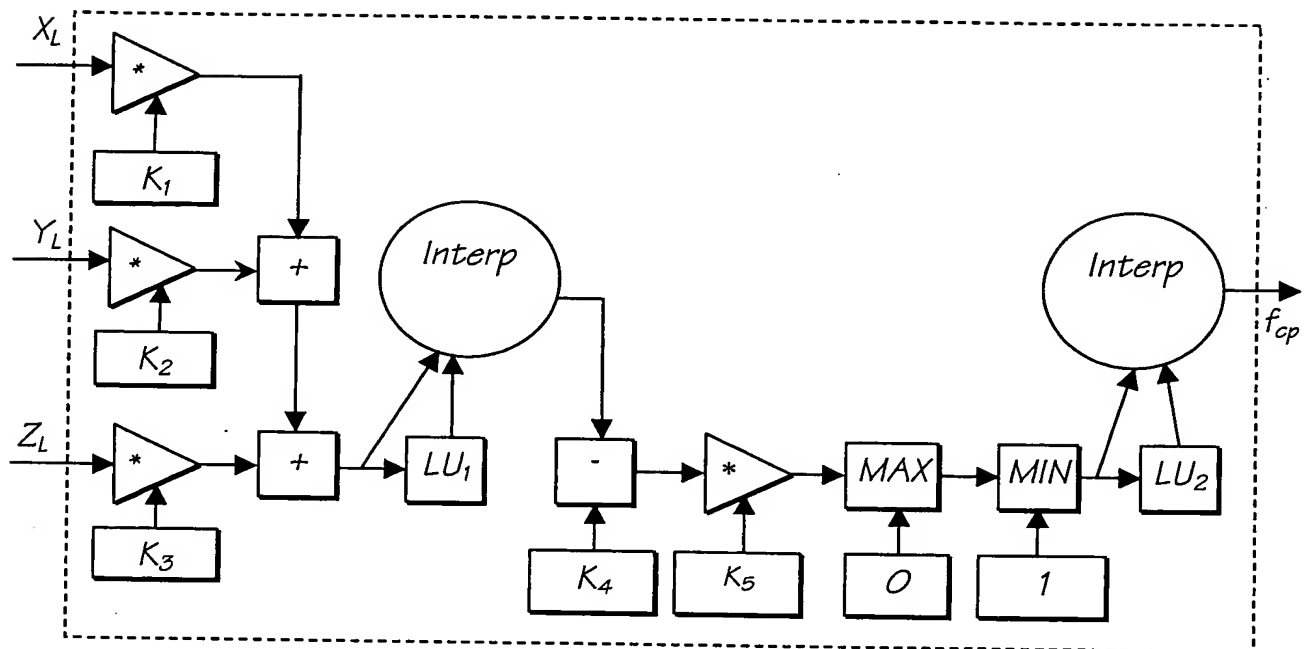 X_L
*
K_1
Y_L
*
K_2
+
Interp
Interp
f_cp
Z_L
*
K_3
+
LU_1
-
*
MAX
MIN
LU_2
K_4
K_5
0
1